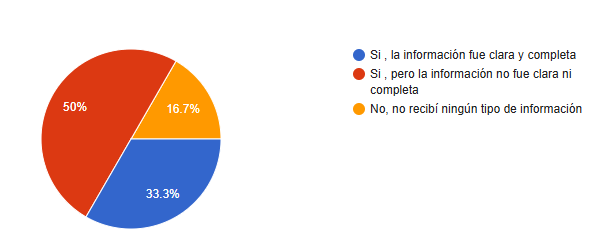 Si , la información fue clara y completa
Si , pero la información no fue clara ni
completa
No, no recibí ningún tipo de información
50%
16.7%
33.3%